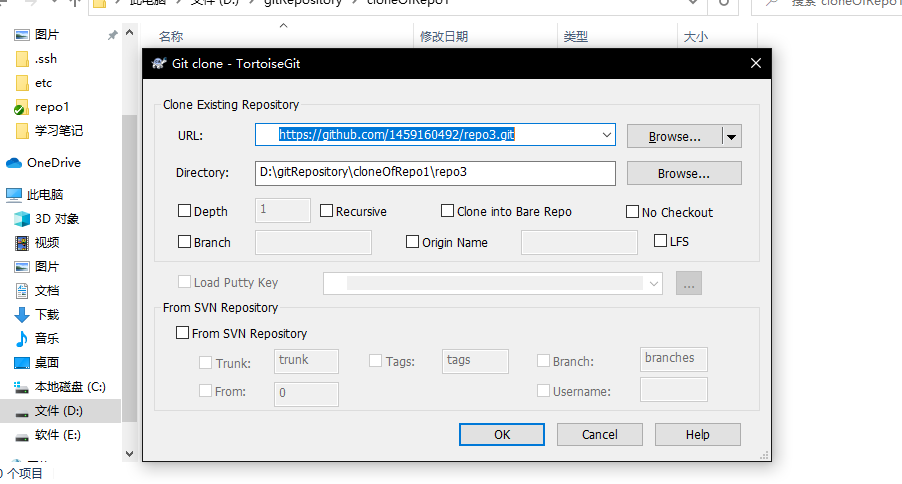 此电脑 文件 (D:) gitRepository cloneOfRepo1 搜索 cloneOfRepo1
名称 修改日期 类型 大小
图片
.ssh
etc
repo1
学习笔记
OneDrive
此电脑
3D 对象
视频
图片
文档
下载
音乐
桌面
本地磁盘 (C:)
文件 (D:)
软件 (E:)
0 个项目
Git clone - TortoiseGit
Clone Existing Repository
URL: https://github.com/1459160492/repo3.git Browse...
Directory: D:\gitRepository\cloneOfRepo1\repo3 Browse...
Depth 1 Recursive Clone into Bare Repo No Checkout
Branch Origin Name LFS
Load Putty Key ...
From SVN Repository
From SVN Repository
Trunk: trunk Tags: tags Branch: branches
From: 0 Username:
OK Cancel Help